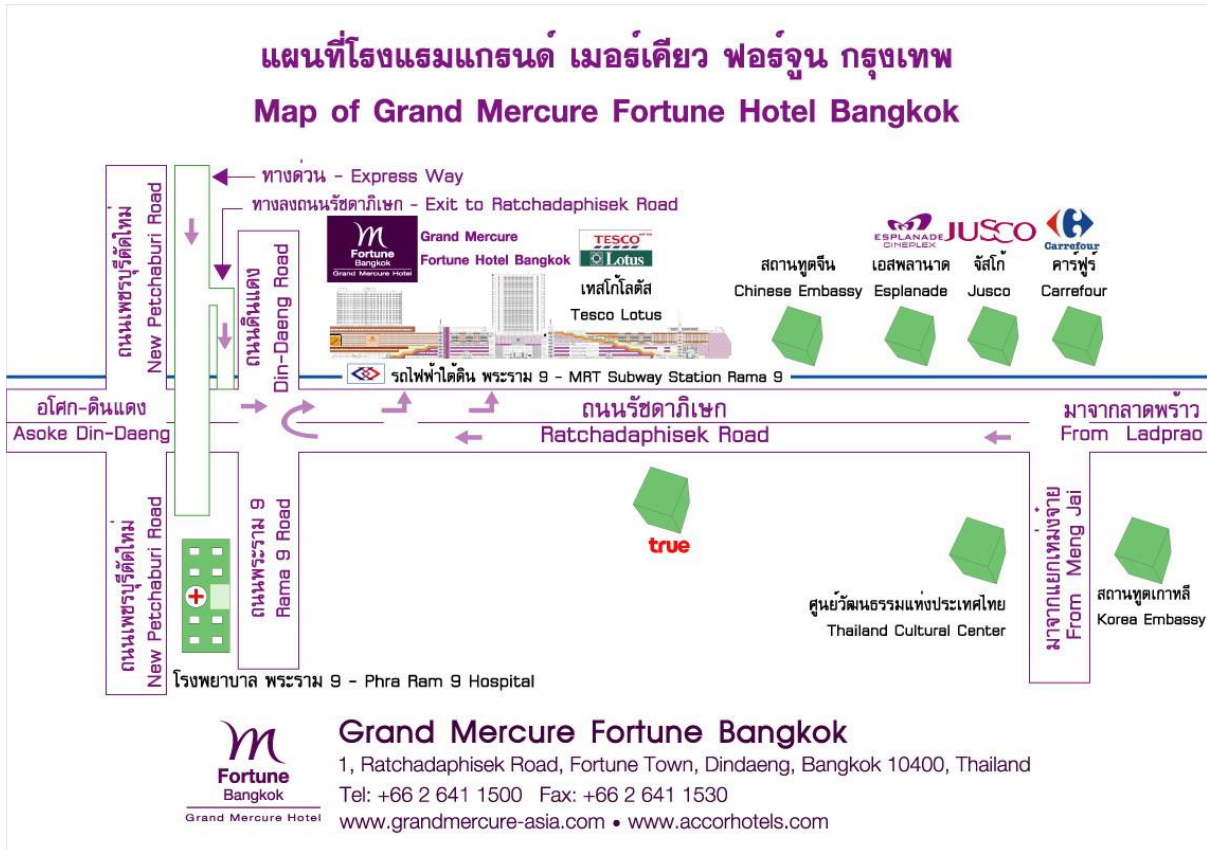 แผนที่โรงแรมแกรนด์ เมอร์เคียว ฟอร์จูน กรุงเทพ
Map of Grand Mercure Fortune Hotel Bangkok
ทางด่วน - Express Way
ทางลงถนนรัชดาภิเษก - Exit to Ratchadaphisek Road
ถนนเพชรบุรีตัดใหม่
New Petchaburi Road
ถนนดินแดง
Din-Daeng Road
m
Fortune
Bangkok
Grand Mercure Hotel
Grand Mercure
Fortune Hotel Bangkok
TESCO
Lotus
เทสโก้โลตัส
Tesco Lotus
สถานทูตจีน
Chinese Embassy
ESPLANADE
CINEPLEX
เอสพลานาด
Esplanade
JUSCO
จัสโก้
Jusco
Carrefour
คาร์ฟูร์
Carrefour
รถไฟฟ้าใต้ดิน พระราม 9 - MRT Subway Station Rama 9
อโศก-ดินแดง
Asoke Din-Daeng
ถนนรัชดาภิเษก
Ratchadaphisek Road
มาจากลาดพร้าว
From Ladprao
ถนนเพชรบุรีตัดใหม่
New Petchaburi Road
ถนนพระราม 9
Rama 9 Road
true
ศูนย์วัฒนธรรมแห่งประเทศไทย
Thailand Cultural Center
มาจากแยกเหม่งจ๋าย
From Meng Jai
สถานทูตเกาหลี
Korea Embassy
โรงพยาบาล พระราม 9 - Phra Ram 9 Hospital
m
Fortune
Bangkok
Grand Mercure Hotel
Grand Mercure Fortune Bangkok
1, Ratchadaphisek Road, Fortune Town, Dindaeng, Bangkok 10400, Thailand
Tel: +66 2 641 1500 Fax: +66 2 641 1530
www.grandmercure-asia.com • www.accorhotels.com